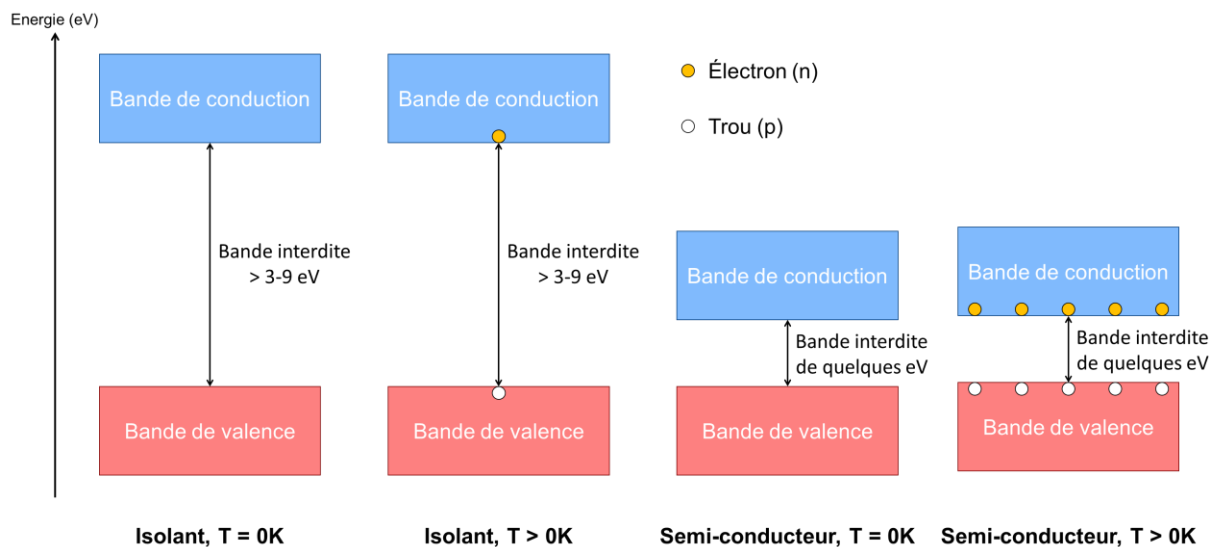 Energie (eV)
Bande de conduction
Bande interdite
> 3-9 eV
Bande de valence
Isolant, T = 0K
Bande de conduction
Bande interdite
> 3-9 eV
Bande de valence
Isolant, T > 0K
Électron (n)
Trou (p)
Bande de conduction
Bande interdite
de quelques eV
Bande de valence
Semi-conducteur, T = 0K
Bande de conduction
Bande interdite
de quelques eV
Bande de valence
Semi-conducteur, T > 0K